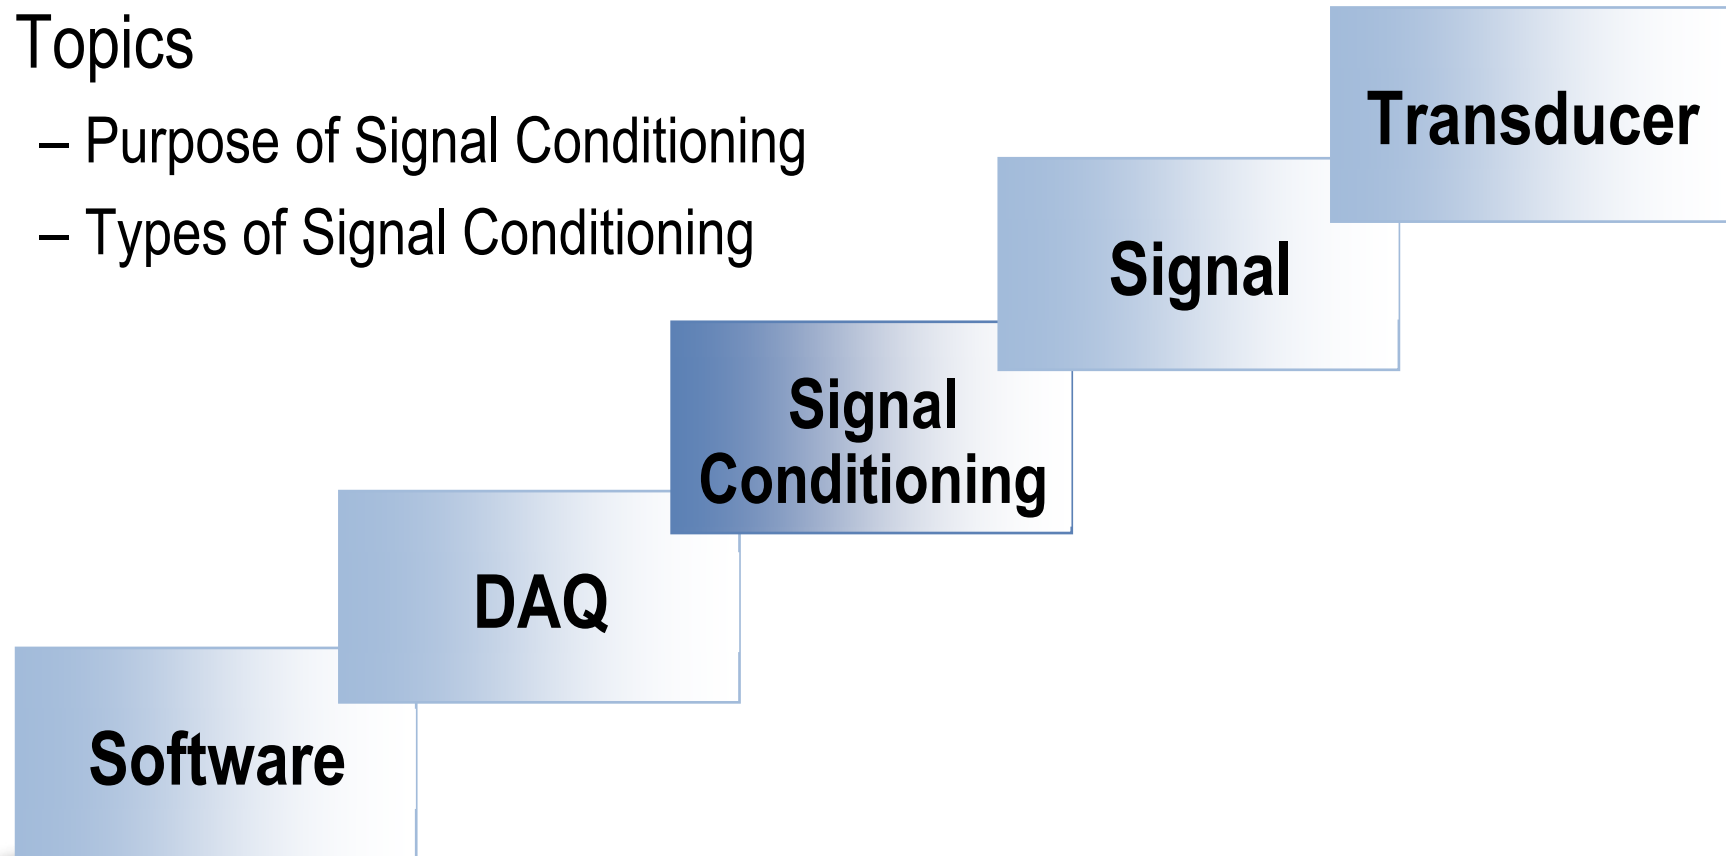 Topics
– Purpose of Signal Conditioning
– Types of Signal Conditioning
Transducer
Signal
Signal
Conditioning
DAQ
Software